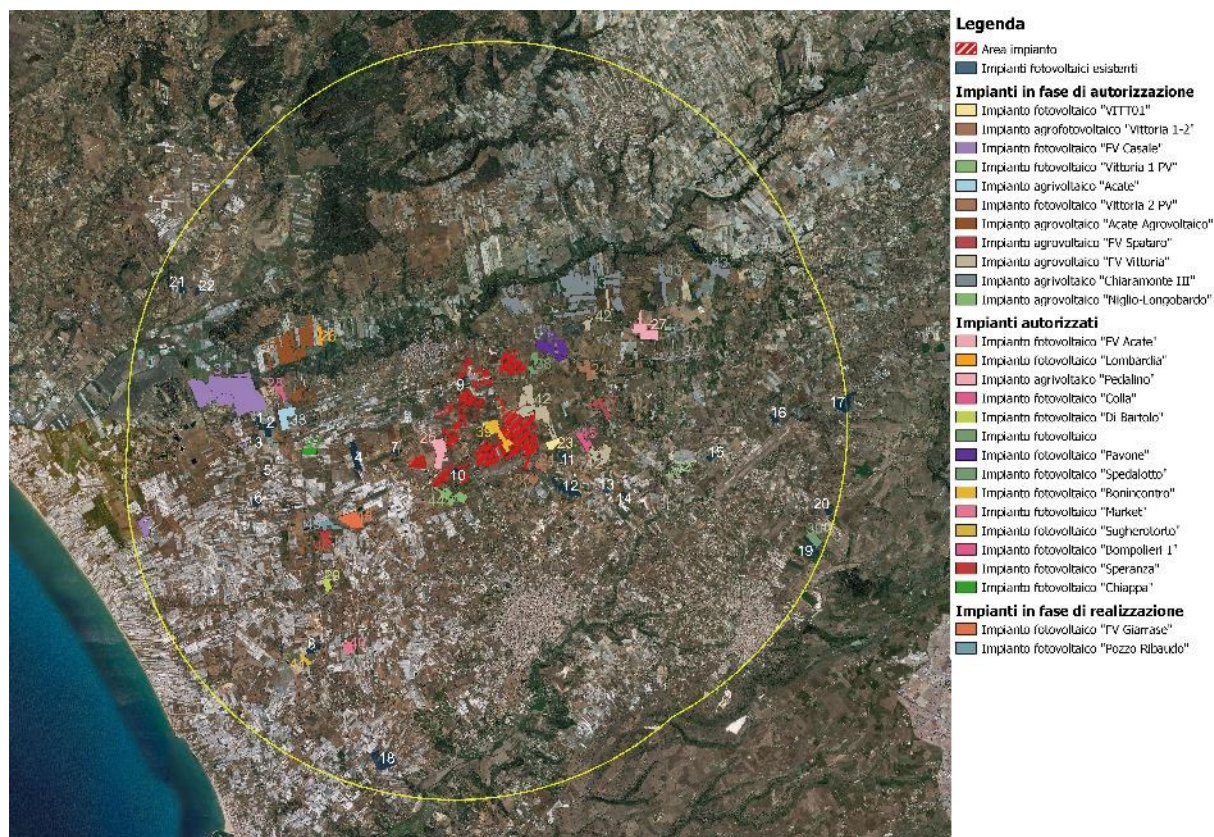 Legenda
Area impianto
Impianti fotovoltaici esistenti
Impianti in fase di autorizzazione
Impianto fotovoltaico "VITT01"
Impianto agrofotovoltaico "Vittoria 1-2"
Impianto fotovoltaico "FV Casale"
Impianto fotovoltaico "Vittoria 1 PV"
Impianto agrivoltaico "Acate"
Impianto fotovoltaico "Vittoria 2 PV"
Impianto agrovoltaico "Acate Agrovoltaico"
Impianto agrovoltaico "FV Spataro"
Impianto agrovoltaico "FV Vittoria"
Impianto agrivoltaico "Chiaramonte III"
Impianto agrovoltaico "Niglio-Longobardo"
Impianti autorizzati
Impianto fotovoltaico "FV Acate"
Impianto fotovoltaico "Lombardia"
Impianto agrivoltaico "Pedalino"
Impianto fotovoltaico "Colla"
Impianto fotovoltaico "Di Bartolo"
Impianto fotovoltaico
Impianto fotovoltaico "Pavone"
Impianto fotovoltaico "Spedalotto"
Impianto fotovoltaico "Bonincontro"
Impianto fotovoltaico "Market"
Impianto fotovoltaico "Sugherotorto"
Impianto fotovoltaico "Bompolieri 1"
Impianto fotovoltaico "Speranza"
Impianto fotovoltaico "Chiappa"
Impianti in fase di realizzazione
Impianto fotovoltaico "FV Giarrase"
Impianto fotovoltaico "Pozzo Ribaudo"
21
22
27
9
17
1
2
16
3
7
23
4
11
15
5
10
12
13
6
14
20
19
8
18